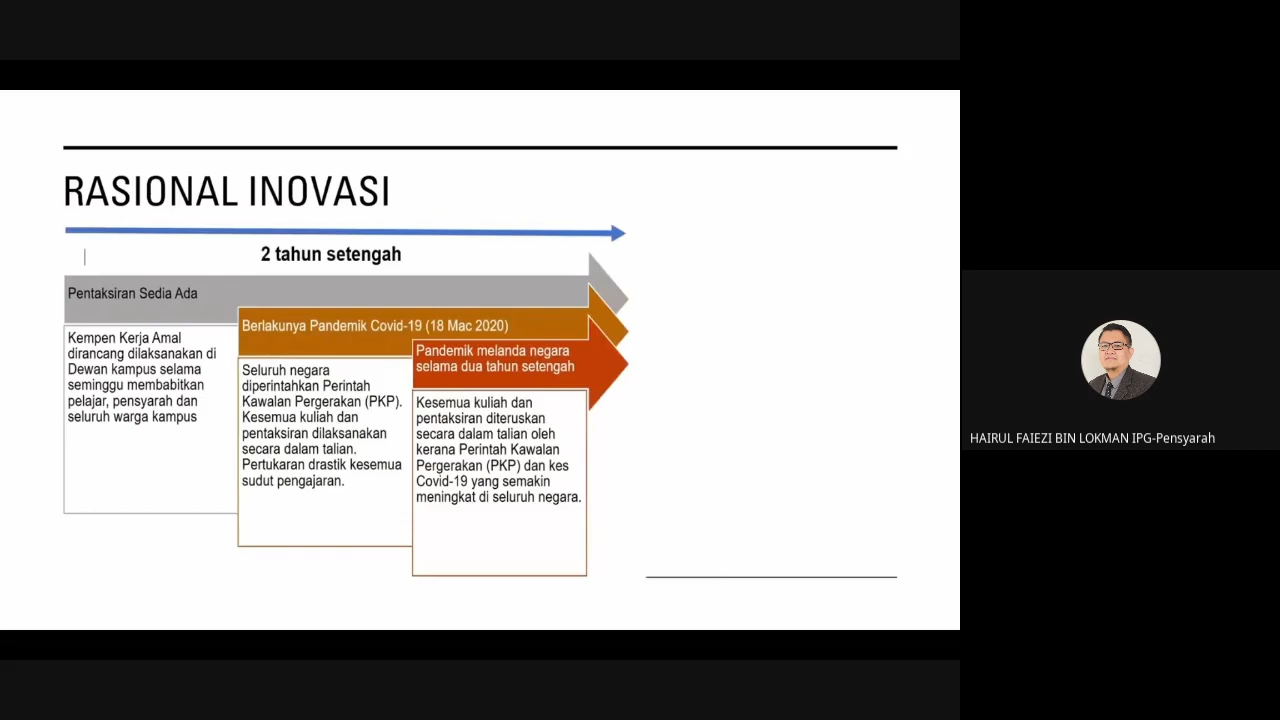 RASIONAL INOVASI
2 tahun setengah
Pentaksiran Sedia Ada
Kempen Kerja Amal
dirancang dilaksanakan di
Dewan kampus selama
seminggu membabitkan
pelajar, pensyarah dan
seluruh warga kampus
Berlakunya Pandemik Covid-19 (18 Mac 2020)
Seluruh negara
diperintahkan Perintah
Kawalan Pergerakan (PKP).
Kesemua kuliah dan
pentaksiran dilaksanakan
secara dalam talian.
Pertukaran drastik kesemua
sudut pengajaran.
Pandemik melanda negara
selama dua tahun setengah
Kesemua kuliah dan
pentaksiran diteruskan
secara dalam talian oleh
kerana Perintah Kawalan
Pergerakan (PKP) dan kes
Covid-19 yang semakin
meningkat di seluruh negara.
HAIRUL FAIEZI BIN LOKMAN IPG-Pensyarah